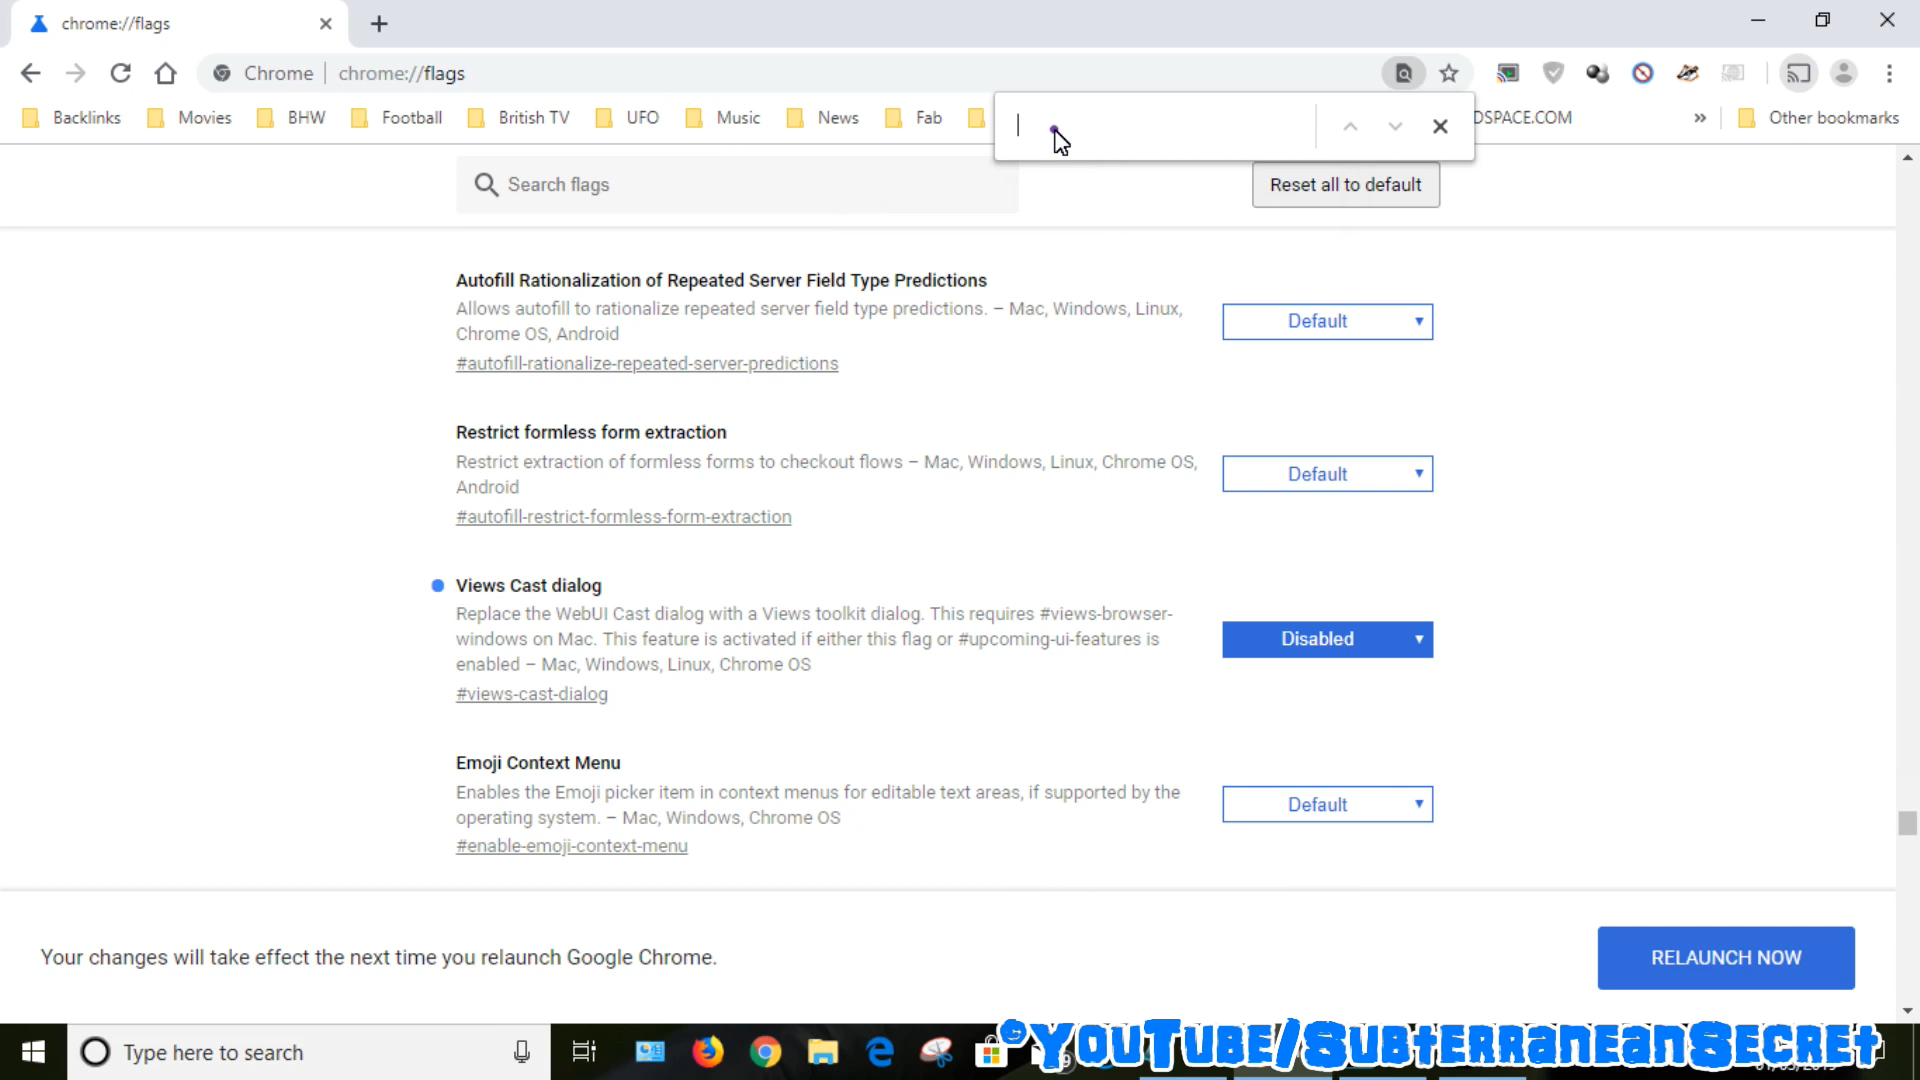 chrome://flags
Chrome | chrome://flags
Backlinks Movies BHW Football British TV UFO Music News Fab DSPACE.COM » Other bookmarks
Search flags
Reset all to default
Autofill Rationalization of Repeated Server Field Type Predictions
Allows autofill to rationalize repeated server field type predictions. – Mac, Windows, Linux,
Chrome OS, Android
#autofill-rationalize-repeated-server-predictions
Default
Restrict formless form extraction
Restrict extraction of formless forms to checkout flows – Mac, Windows, Linux, Chrome OS,
Android
#autofill-restrict-formless-form-extraction
Default
Views Cast dialog
Replace the WebUI Cast dialog with a Views toolkit dialog. This requires #views-browser-
windows on Mac. This feature is activated if either this flag or #upcoming-ui-features is
enabled – Mac, Windows, Linux, Chrome OS
#views-cast-dialog
Disabled
Emoji Context Menu
Enables the Emoji picker item in context menus for editable text areas, if supported by the
operating system. – Mac, Windows, Chrome OS
#enable-emoji-context-menu
Default
Your changes will take effect the next time you relaunch Google Chrome.
RELAUNCH NOW
Type here to search
©YouTube/SubterraneanSecret